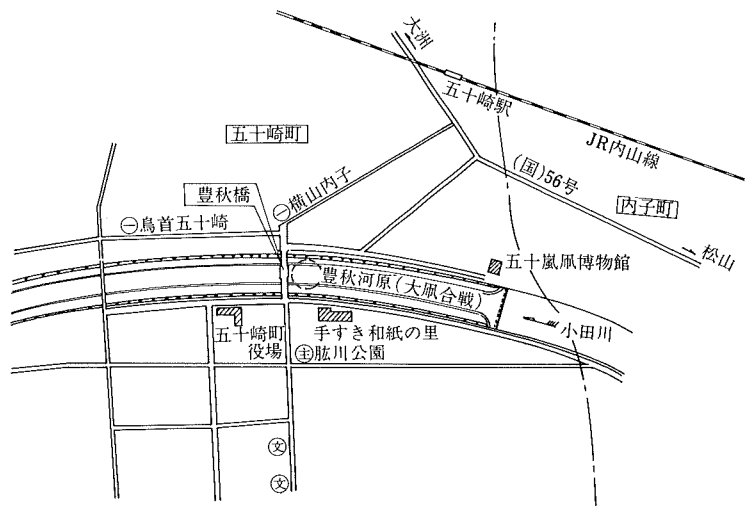 大洲
五十崎駅
JR内山線
五十崎町
(国)56号
内子町
松山
豊秋橋
㊀横山内子
㊀鳥首五十崎
五十嵐凧博物館
豊秋河原(大凧合戦)
小田川
五十崎町
役場
手すき和紙の里
㊤肱川公園
文
文